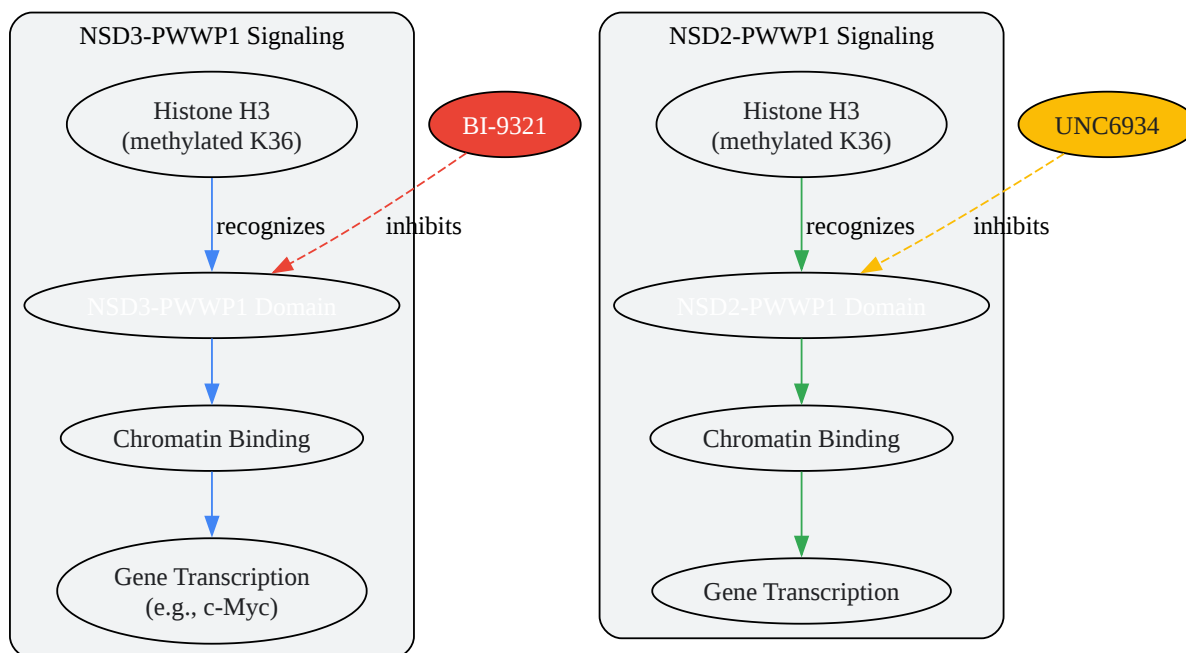 NSD3-PWWP1 Signaling
Histone H3
(methylated K36)
BI-9321
recognizes
inhibits
NSD3-PWWP1 Domain
Chromatin Binding
Gene Transcription
(e.g., c-Myc)
NSD2-PWWP1 Signaling
Histone H3
(methylated K36)
UNC6934
recognizes
inhibits
NSD2-PWWP1 Domain
Chromatin Binding
Gene Transcription